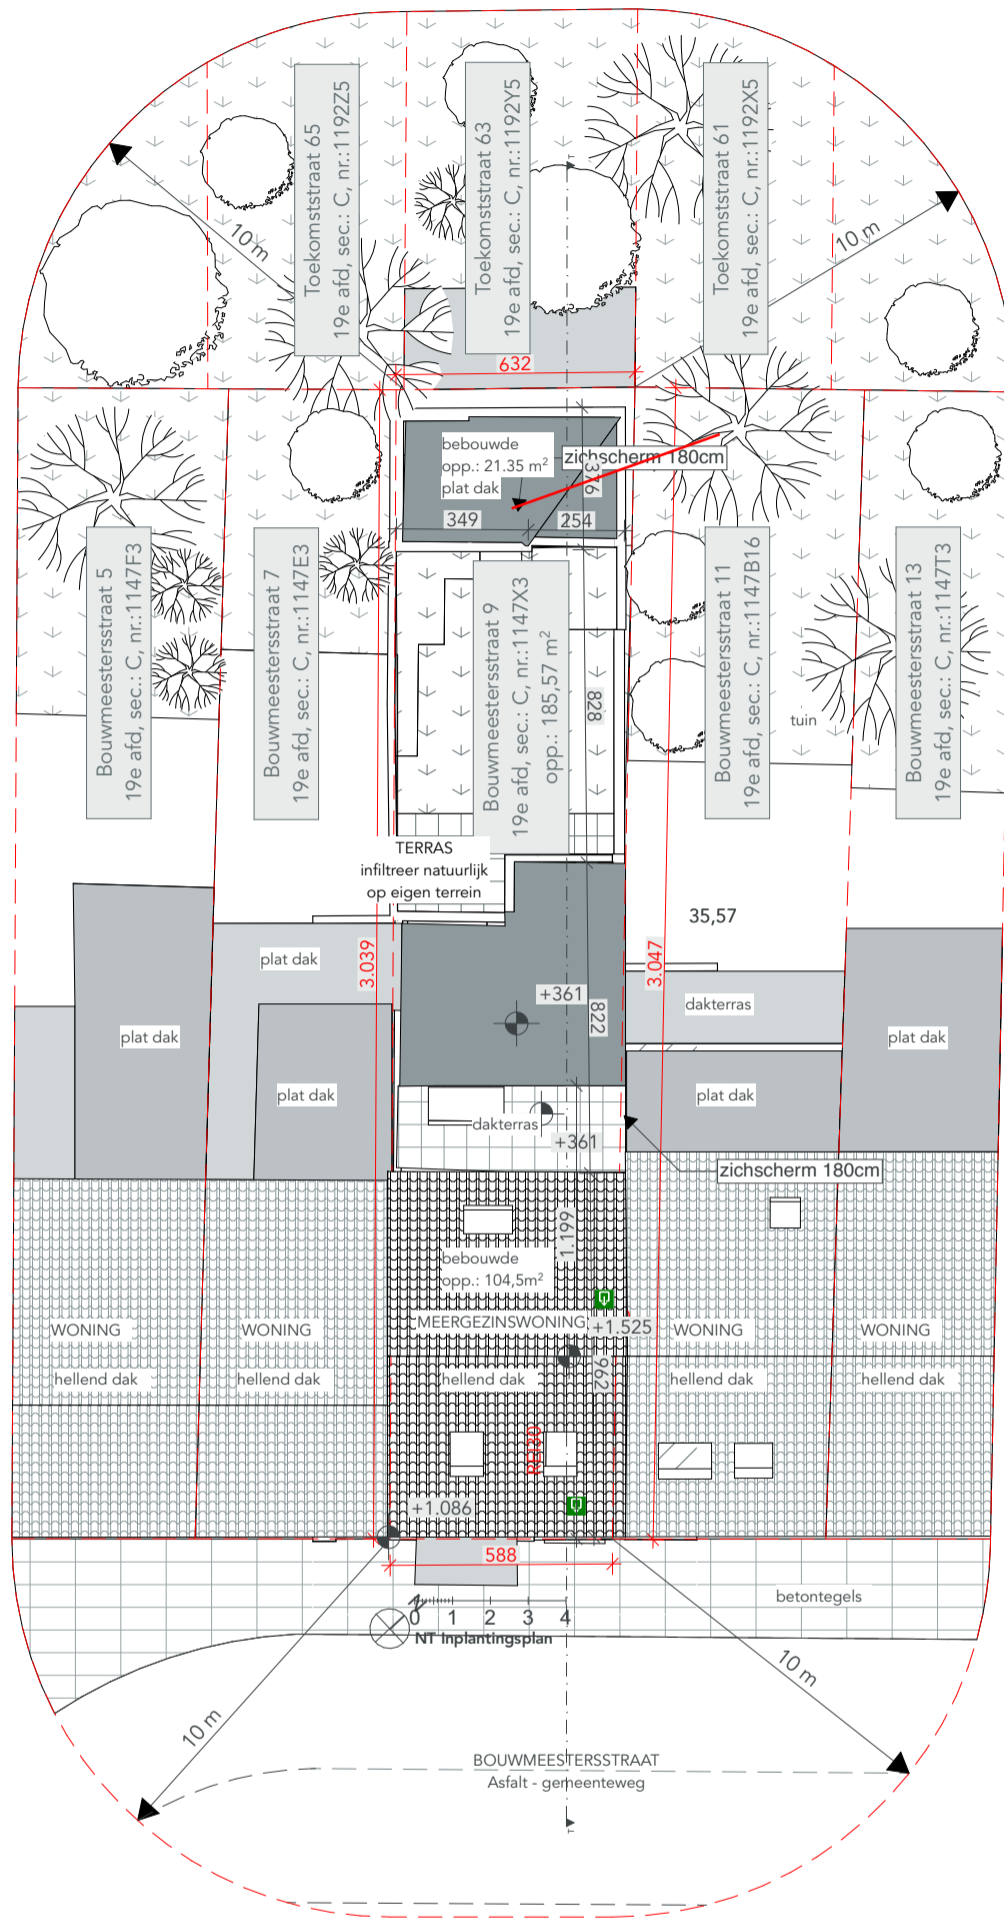 Toekomststraat 65
19e afd, sec.: C, nr.:1192Z5
Toekomststraat 63
19e afd, sec.: C, nr.:1192Y5
Toekomststraat 61
19e afd, sec.: C, nr.:1192X5
10 m
10 m
632
bebouwde
opp.: 21.35 m²
plat dak
zichscherm 180cm
376
349
254
Bouwmeestersstraat 5
19e afd, sec.: C, nr.:1147F3
Bouwmeestersstraat 7
19e afd, sec.: C, nr.:1147E3
Bouwmeestersstraat 9
19e afd, sec.: C, nr.:1147X3
opp.: 185,57 m²
Bouwmeestersstraat 11
19e afd, sec.: C, nr.:1147B16
Bouwmeestersstraat 13
19e afd, sec.: C, nr.:1147T3
828
tuin
TERRAS
infiltreer natuurlijk
op eigen terrein
35,57
3.039
3.047
plat dak
dakterras
+361
822
plat dak
plat dak
plat dak
plat dak
dakterras
+361
zichscherm 180cm
1.199
bebouwde
opp.: 104,5m²
WONING
WONING
MEERGEZINSWONING
+1.525
WONING
WONING
hellend dak
hellend dak
hellend dak
962
hellend dak
hellend dak
REI30
+1.086
588
betontegels
0 1 2 3 4
NT Inplantingsplan
10 m
10 m
BOUWMEESTERSSTRAAT
Asfalt - gemeenteweg